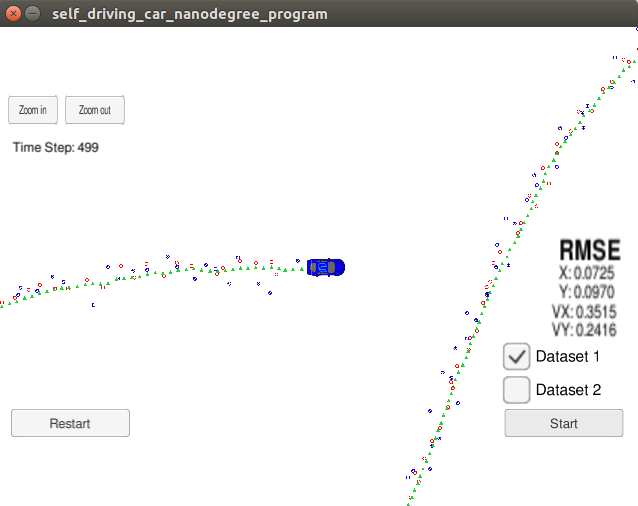 self_driving_car_nanodegree_program
Zoom in
Zoom out
Time Step: 499
RMSE
X: 0.0725
Y: 0.0970
VX: 0.3515
VY: 0.2416
Dataset 1
Dataset 2
Restart
Start